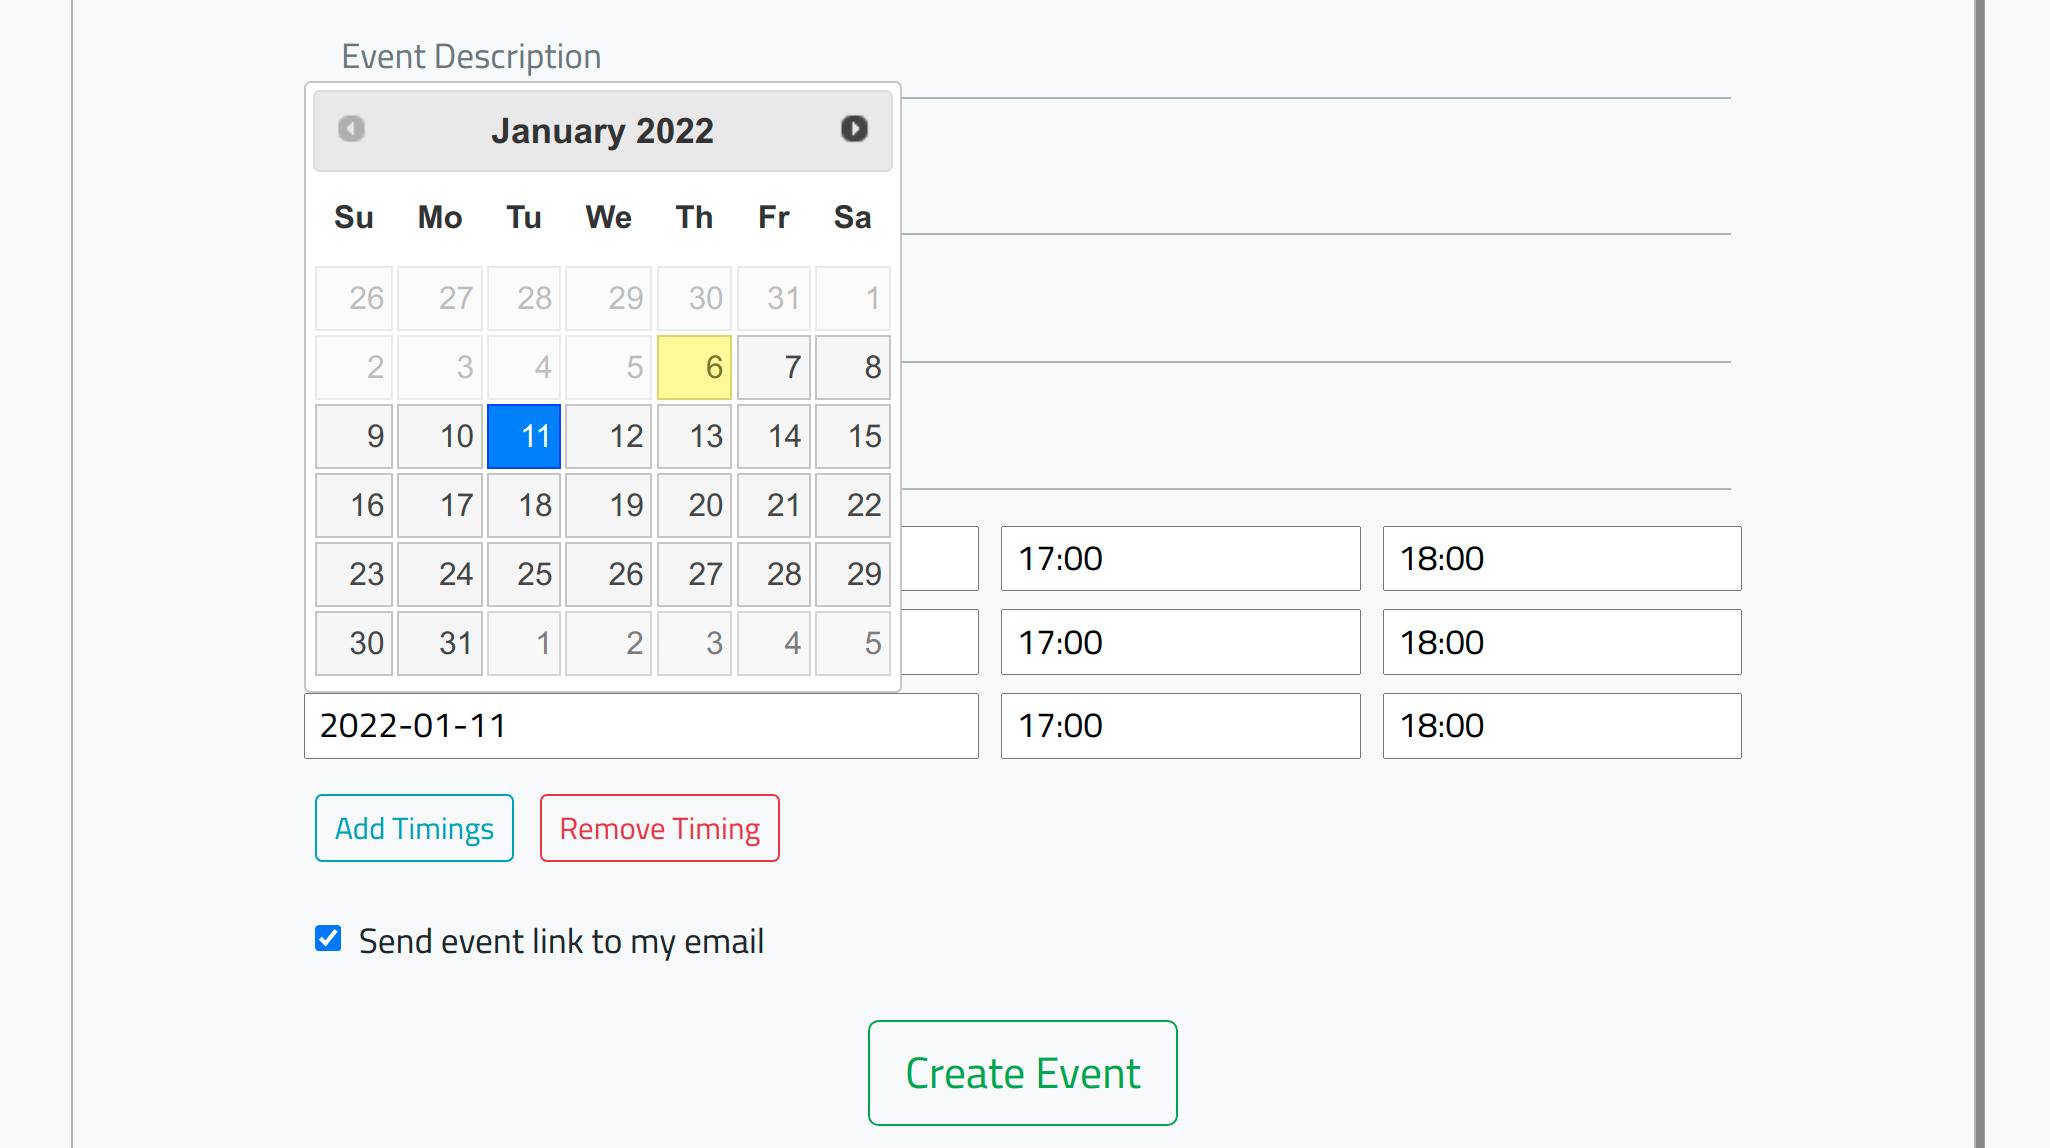 Event Description
January 2022
Su Mo Tu We Th Fr Sa
26 27 28 29 30 31 1
2 3 4 5 6 7 8
9 10 11 12 13 14 15
16 17 18 19 20 21 22
23 24 25 26 27 28 29
30 31 1 2 3 4 5
17:00 18:00
17:00 18:00
2022-01-11 17:00 18:00
Add Timings Remove Timing
Send event link to my email
Create Event